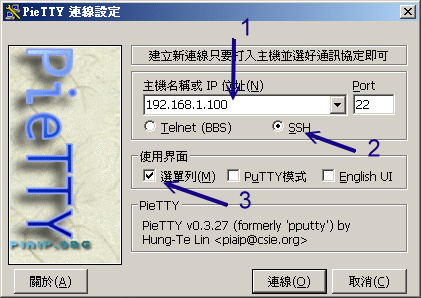 PieTTY 連線設定
1
建立新連線只要打入主機並選好通訊協定即可
主機名稱或 IP 位址(N) Port
192.168.1.100 22
Telnet (BBS) SSH
2
使用界面
選單列(M) PuTTY模式 English UI
3
PieTTY
PieTTY v0.3.27 (formerly 'pputty') by
Hung-Te Lin <piaip@csie.org>
PieTTY
PIAIP.ORG
關於(A) 連線(O) 取消(C)